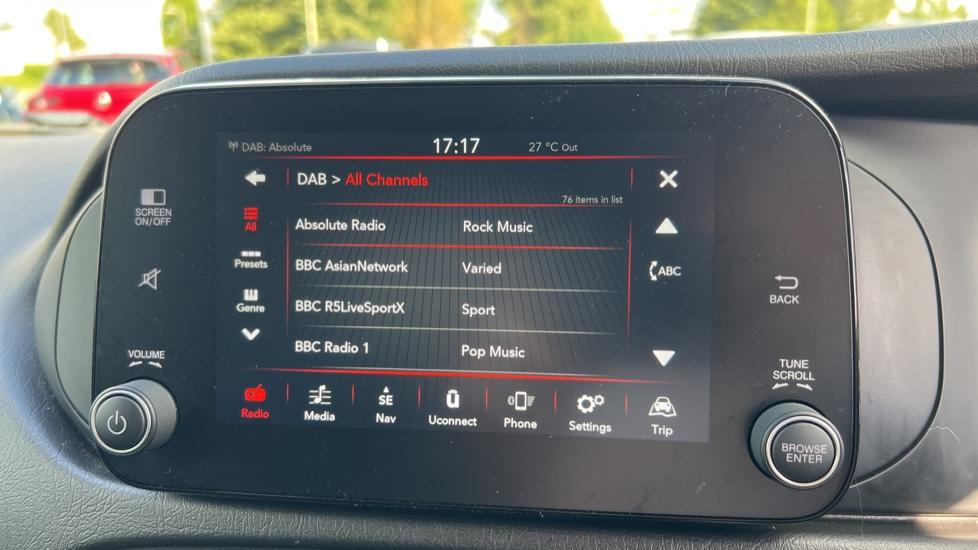 DAB: Absolute 17:17 27 °C Out
DAB > All Channels
76 items in list
SCREEN
ON/OFF
All
Absolute Radio Rock Music
Presets
BBC AsianNetwork Varied
ABC
Genre
BBC R5LiveSportX Sport
BBC Radio 1 Pop Music
BACK
VOLUME
TUNE
SCROLL
Radio
Media
SE
Nav
Uconnect
Phone
Settings
Trip
BROWSE
ENTER